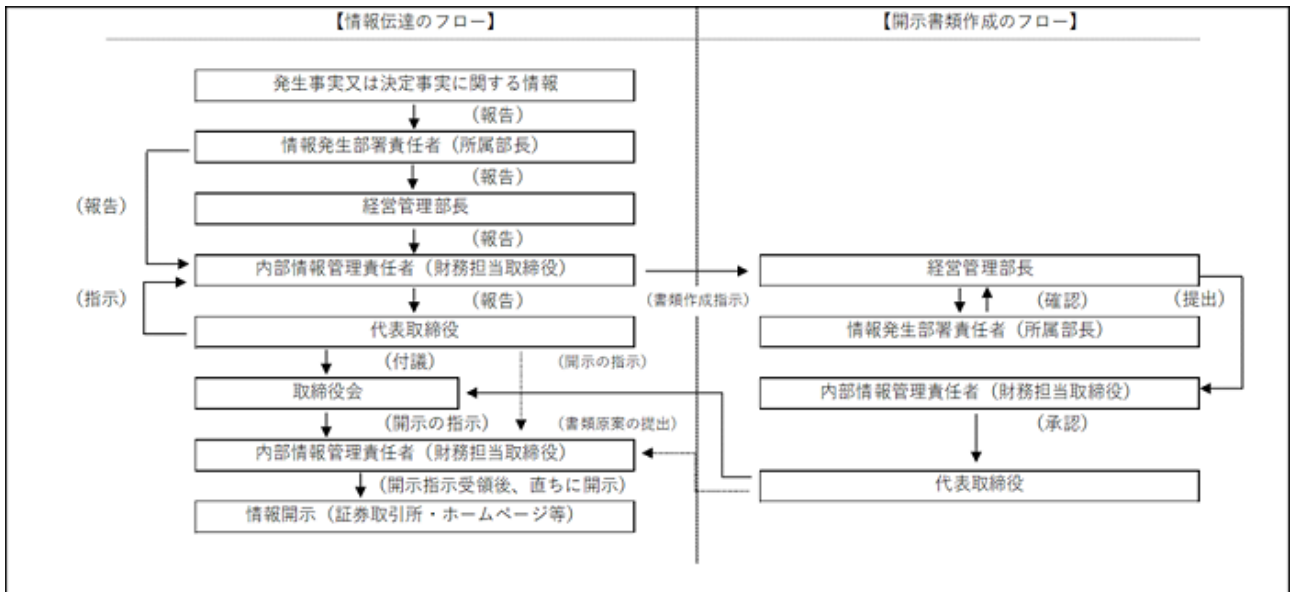 【情報伝達のフロー】
【開示書類作成のフロー】
発生事実又は決定事実に関する情報
（報告）
情報発生部署責任者（所属部長）
（報告）
経営管理部長
（報告）
（報告）
内部情報管理責任者（財務担当取締役）
（指示）
（報告）
代表取締役
（付議）
（開示の指示）
取締役会
（開示の指示）
（書類原案の提出）
内部情報管理責任者（財務担当取締役）
（開示指示受領後、直ちに開示）
情報開示（証券取引所・ホームページ等）
（書類作成指示）
経営管理部長
（確認）
（提出）
情報発生部署責任者（所属部長）
内部情報管理責任者（財務担当取締役）
（承認）
代表取締役